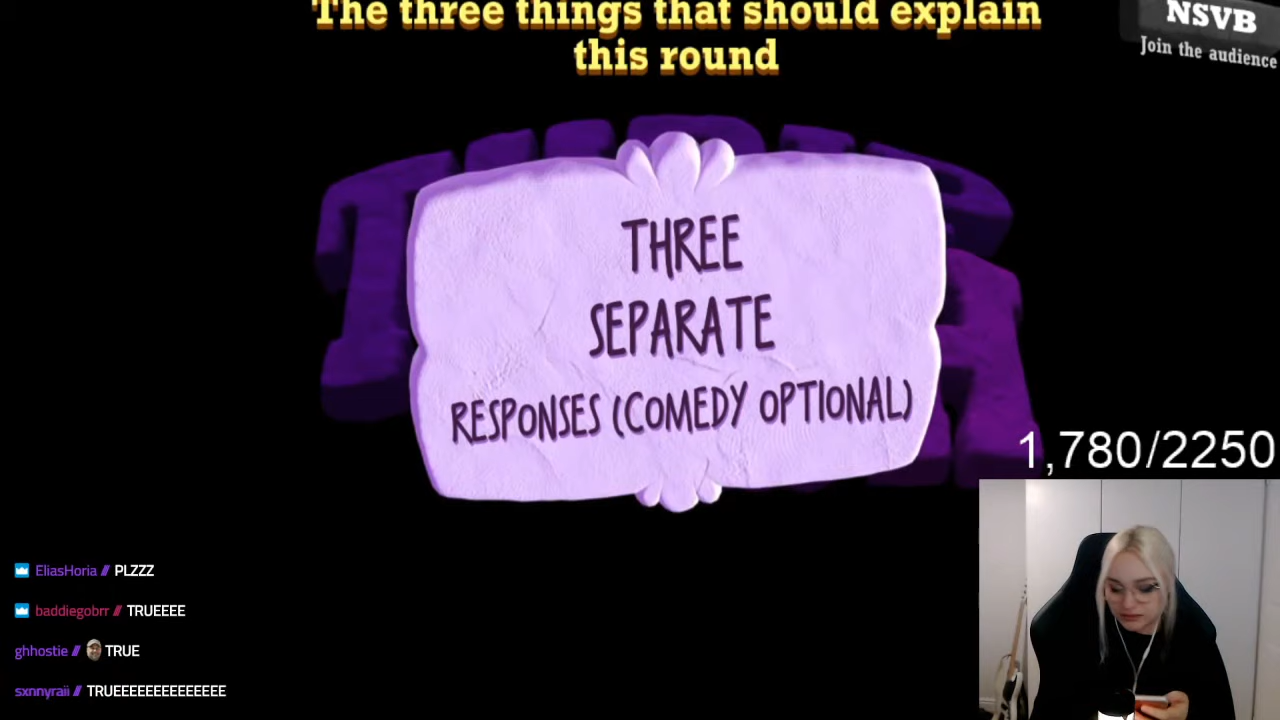 The three things that should explain
this round
NSVB
Join the audience
THREE
SEPARATE
RESPONSES (COMEDY OPTIONAL)
1,780/2250
EliasHoria // PLZZZ
baddiegobrr // TRUEEEE
ghhostie // TRUE
sxnnyraii // TRUEEEEEEEEEEEEEE